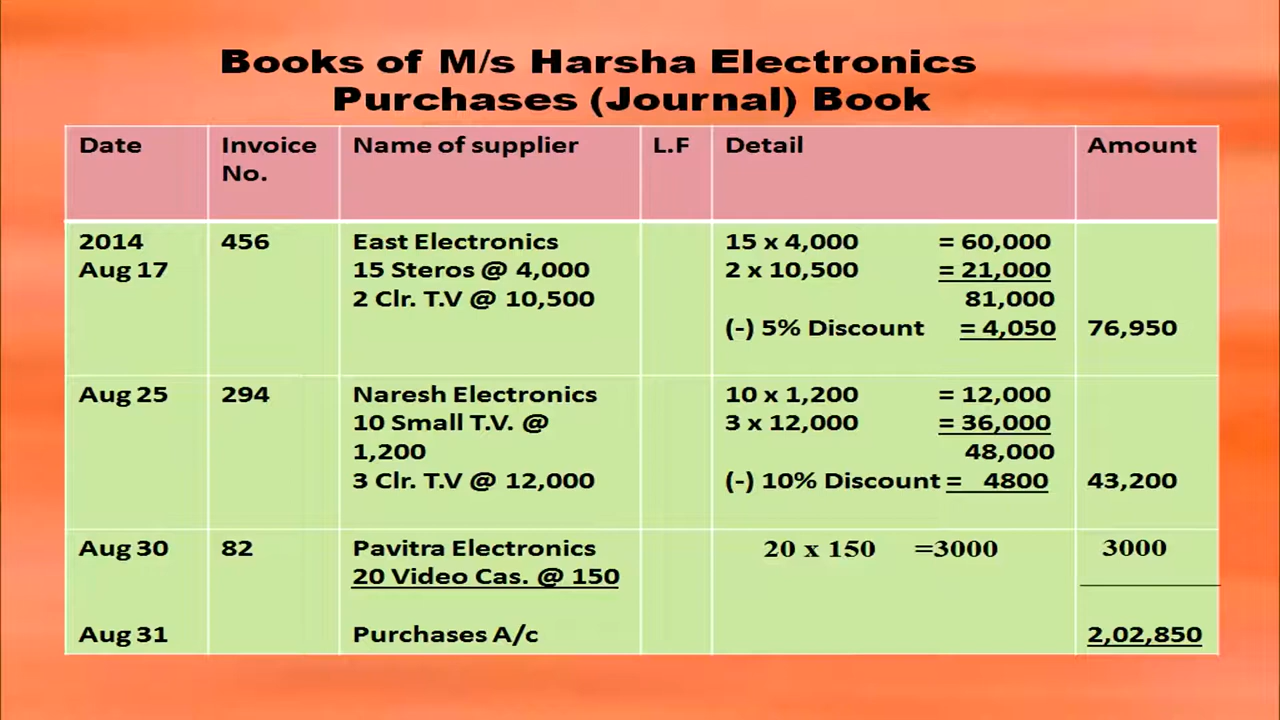 Books of M/s Harsha Electronics
Purchases (Journal) Book
Date Invoice No. Name of supplier L.F Detail Amount
2014 456 East Electronics 15 x 4,000 = 60,000
Aug 17 15 Steros @ 4,000 2 x 10,500 = 21,000
2 Clr. T.V @ 10,500 81,000
(-) 5% Discount = 4,050 76,950
Aug 25 294 Naresh Electronics 10 x 1,200 = 12,000
10 Small T.V. @ 3 x 12,000 = 36,000
1,200 48,000
3 Clr. T.V @ 12,000 (-) 10% Discount = 4800 43,200
Aug 30 82 Pavitra Electronics 20 x 150 =3000 3000
20 Video Cas. @ 150
Aug 31 Purchases A/c 2,02,850